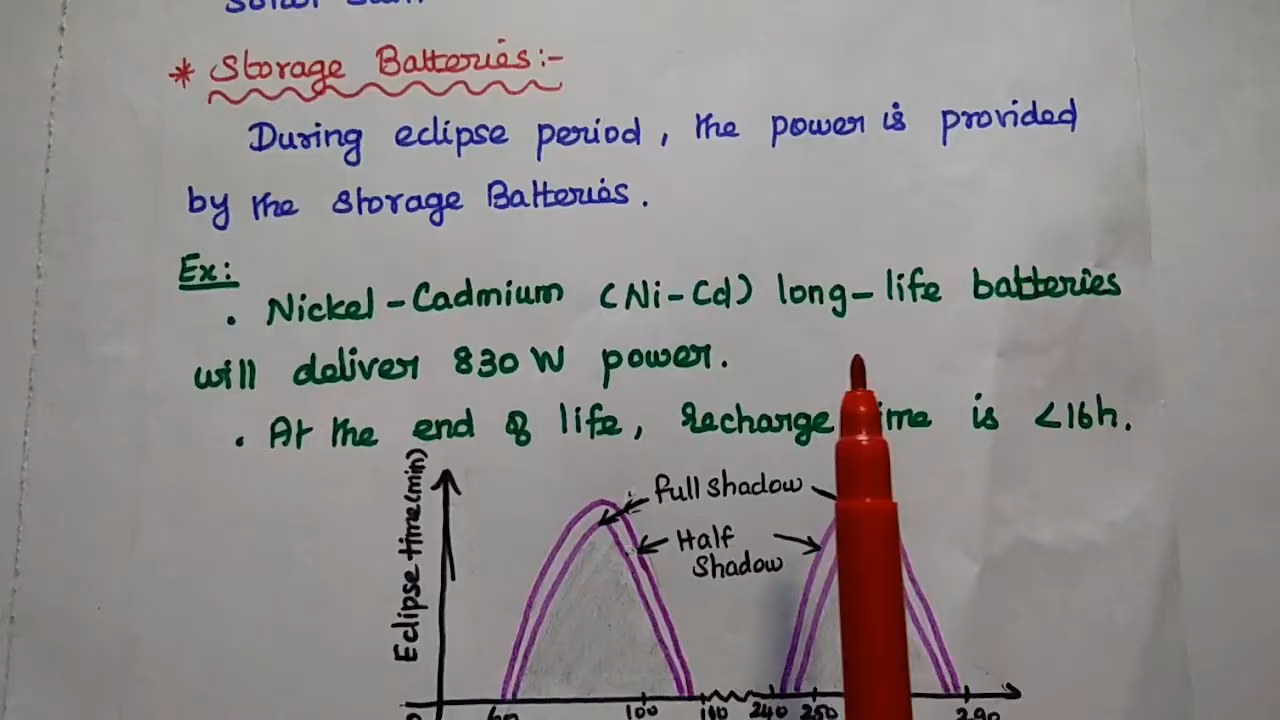 * Storage Batteries:-
During eclipse period, the power is provided
by the storage Batteries.
Ex:
. Nickel-Cadmium (Ni-Cd) long-life batteries
will deliver 830 W power.
. At the end of life, recharge time is <16h.
Eclipse time(min)
Full shadow
Half
Shadow
100
240 250
290